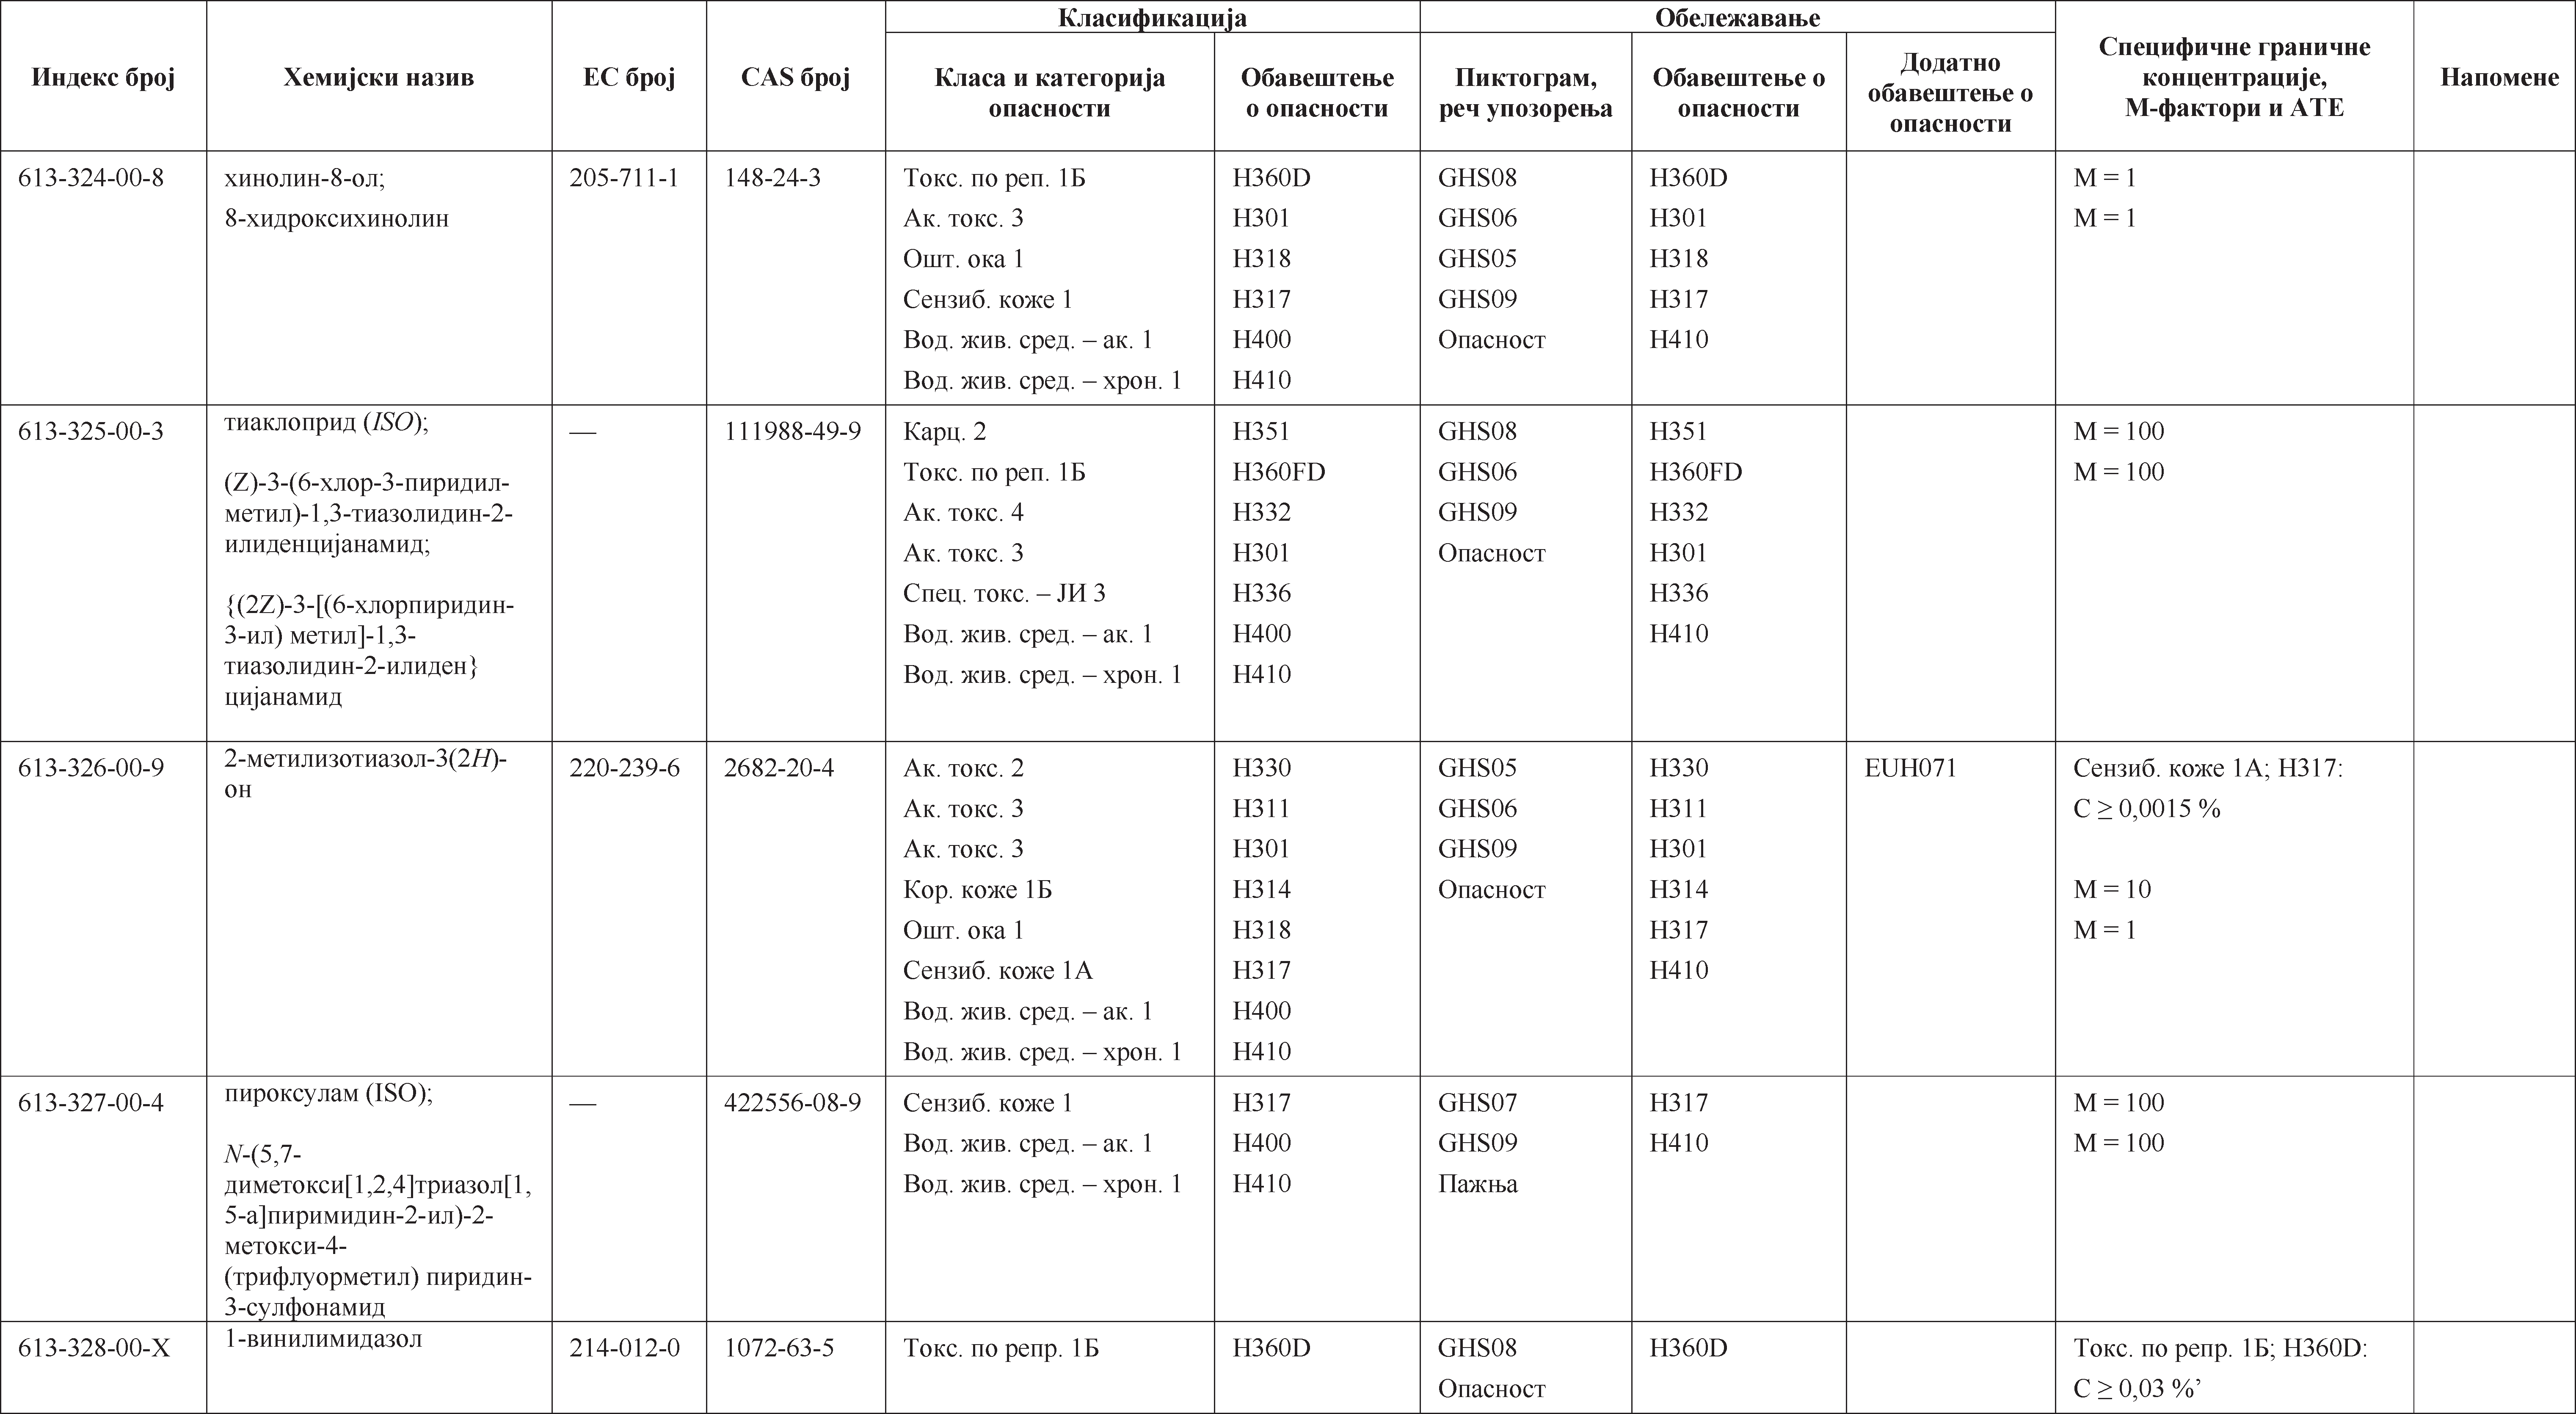 Индекс број
Хемијски назив
ЕС број
CAS број
Класификација
Класа и категорија
опасности
Обавештење
о опасности
Обележавање
Пиктограм,
реч упозорења
Обавештење о
опасности
Додатно
обавештење о
опасности
Специфичне граничне
концентрације,
М-фактори и АТЕ
Напомене
613-324-00-8
хинолин-8-ол;
8-хидроксихинолин
205-711-1
148-24-3
Токс. по реп. 1Б
Ак. токс. 3
Ошт. ока 1
Сензиб. коже 1
Вод. жив. сред. – ак. 1
Вод. жив. сред. – хрон. 1
H360D
H301
H318
H317
H400
H410
GHS08
GHS06
GHS05
GHS09
Опасност
H360D
H301
H318
H317
H410
M = 1
M = 1
613-325-00-3
тиаклоприд (ISO);
(Z)-3-(6-хлор-3-пиридил-
метил)-1,3-тиазолидин-2-
илиденцијанамид;
{(2Z)-3-[(6-хлорпиридин-
3-ил) метил]-1,3-
тиазолидин-2-илиден}
цијанамид
—
111988-49-9
Карц. 2
Токс. по реп. 1Б
Ак. токс. 4
Ак. токс. 3
Спец. токс. – ЈИ 3
Вод. жив. сред. – ак. 1
Вод. жив. сред. – хрон. 1
H351
H360FD
H332
H301
H336
H400
H410
GHS08
GHS06
GHS09
Опасност
H351
H360FD
H332
H301
H336
H410
M = 100
M = 100
613-326-00-9
2-метилизотиазол-3(2H)-
он
220-239-6
2682-20-4
Ак. токс. 2
Ак. токс. 3
Ак. токс. 3
Кор. коже 1Б
Ошт. ока 1
Сензиб. коже 1А
Вод. жив. сред. – ак. 1
Вод. жив. сред. – хрон. 1
H330
H311
H301
H314
H318
H317
H400
H410
GHS05
GHS06
GHS09
Опасност
H330
H311
H301
H314
H317
H410
EUH071
Сензиб. коже 1А; H317:
C ≥ 0,0015 %
M = 10
M = 1
613-327-00-4
пироксулам (ISO);
N-(5,7-
диметокси[1,2,4]триазол[1,
5-а]пиримидин-2-ил)-2-
метокси-4-
(трифлуорметил) пиридин-
3-сулфонамид
—
422556-08-9
Сензиб. коже 1
Вод. жив. сред. – ак. 1
Вод. жив. сред. – хрон. 1
H317
H400
H410
GHS07
GHS09
Пажња
H317
H410
M = 100
M = 100
613-328-00-X
1-винилимидазол
214-012-0
1072-63-5
Токс. по репр. 1Б
H360D
GHS08
Опасност
H360D
Токс. по репр. 1Б; H360D:
C ≥ 0,03 %’